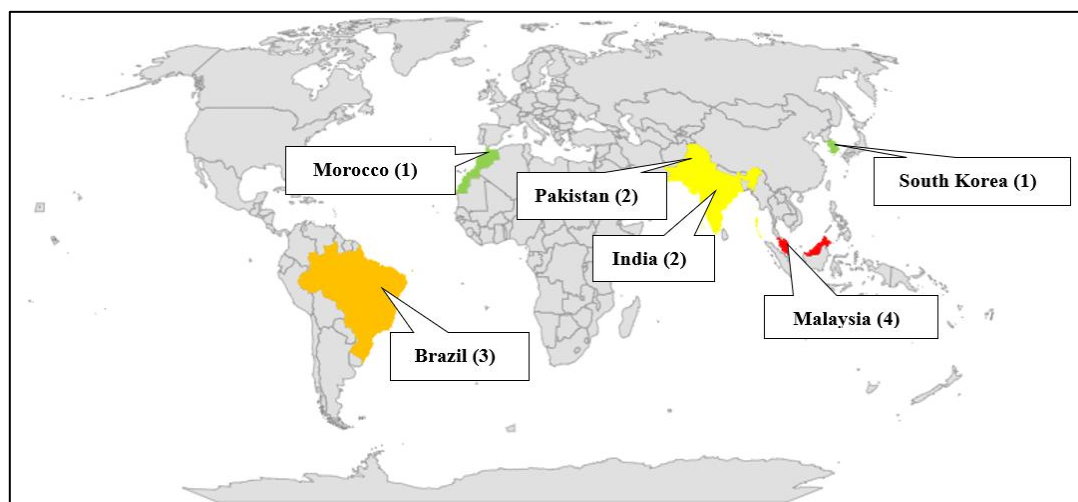 Morocco (1)
South Korea (1)
Pakistan (2)
India (2)
Malaysia (4)
Brazil (3)